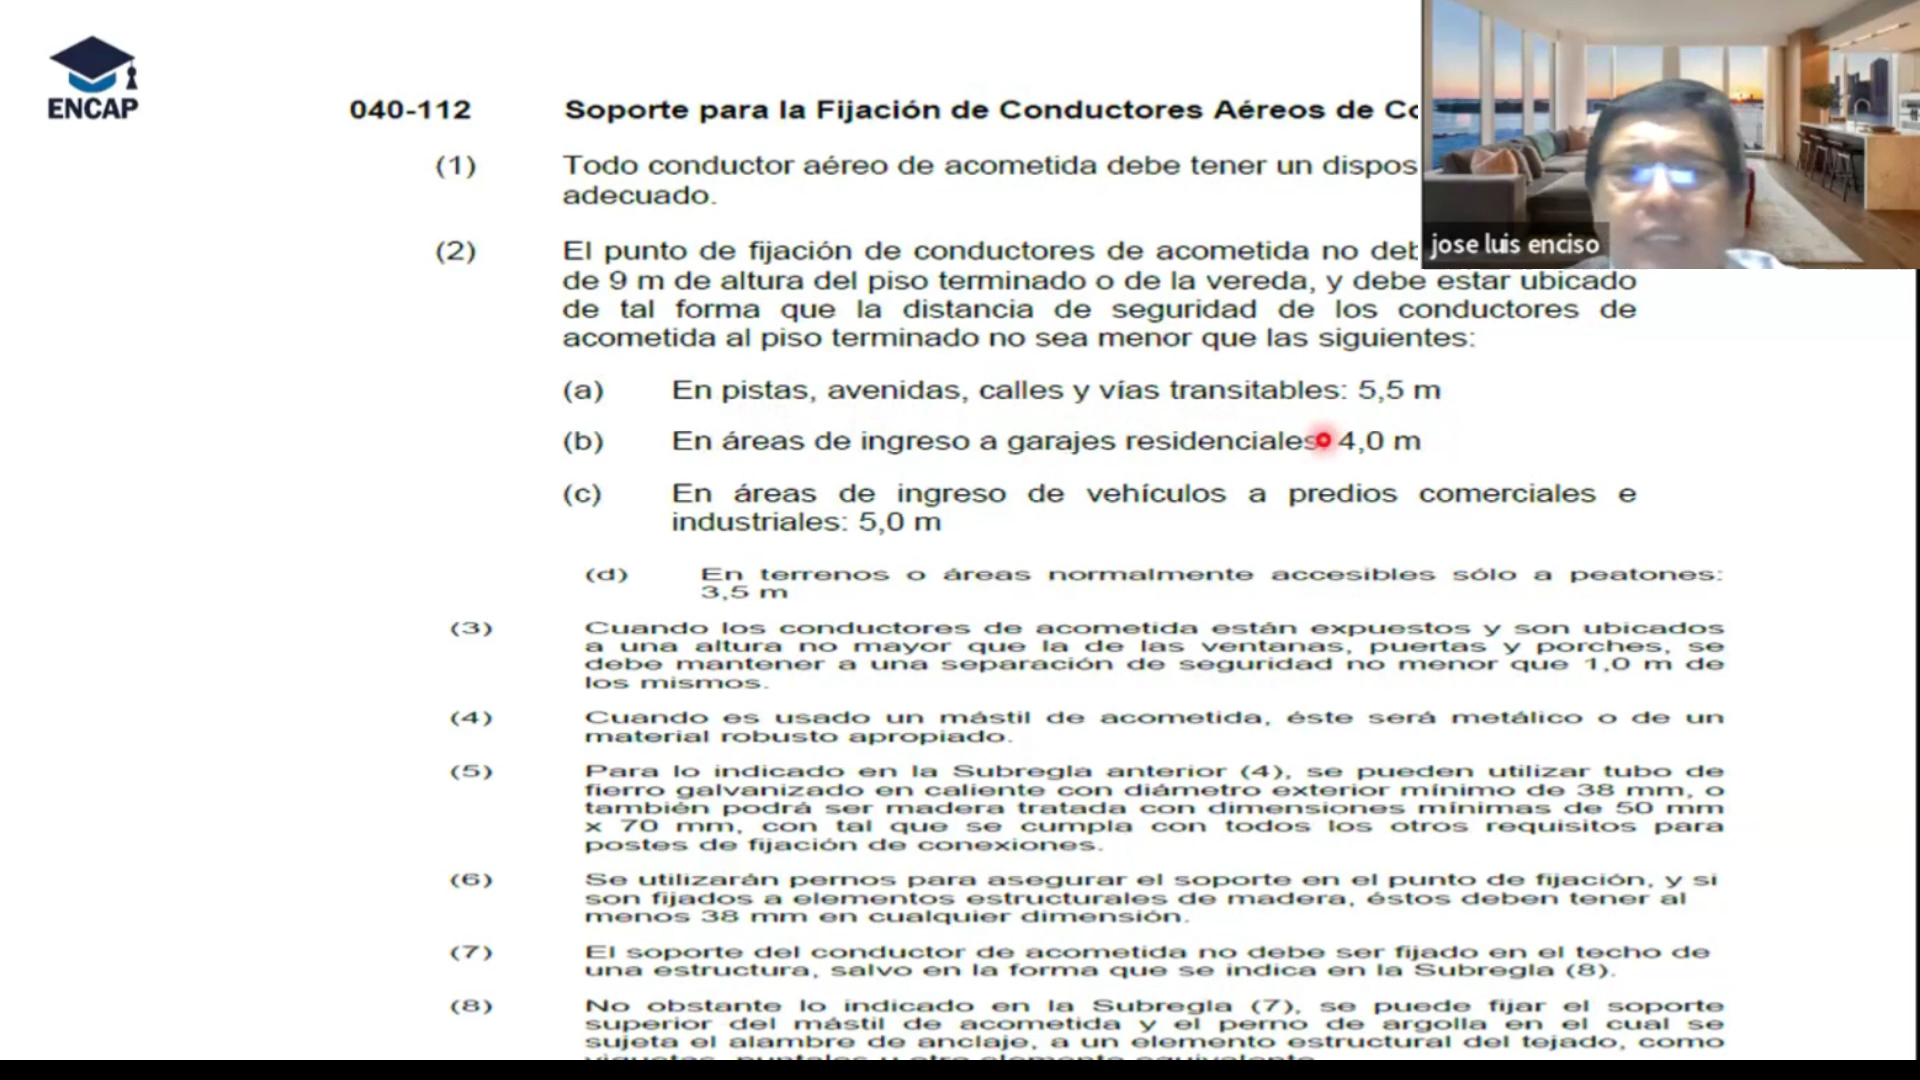 ENCAP
040-112 Soporte para la Fijación de Conductores Aéreos de
(1) Todo conductor aéreo de acometida debe tener un
adecuado.
(2) El punto de fijación de conductores de acometida no
de 9 m de altura del piso terminado o de la vereda, y debe estar ubicado
de tal forma que la distancia de seguridad de los conductores de
acometida al piso terminado no sea menor que las siguientes:
(a) En pistas, avenidas, calles y vías transitables: 5,5 m
(b) En áreas de ingreso a garajes residenciales 4,0 m
(c) En áreas de ingreso de vehículos a predios comerciales e
industriales: 5,0 m
(d) En terrenos o áreas normalmente accesibles sólo a peatones:
3,5 m
(3) Cuando los conductores de acometida están expuestos y son ubicados
a una altura no mayor que la de las ventanas, puertas y porches, se
debe mantener a una separación de seguridad no menor que 1,0 m de
los mismos.
(4) Cuando es usado un mástil de acometida, éste será metálico o de un
material robusto apropiado.
(5) Para lo indicado en la Subregla anterior (4), se pueden utilizar tubo de
fierro galvanizado en caliente con diámetro exterior mínimo de 38 mm, o
también podrá ser madera tratada con dimensiones mínimas de 50 mm
x 70 mm, con tal que se cumpla con todos los otros requisitos para
postes de fijación de conexiones.
(6) Se utilizarán pernos para asegurar el soporte en el punto de fijación, y si
son fijados a elementos estructurales de madera, éstos deben tener al
menos 38 mm en cualquier dimensión.
(7) El soporte del conductor de acometida no debe ser fijado en el techo de
una estructura, salvo en la forma que se indica en la Subregla (8).
(8) No obstante lo indicado en la Subregla (7), se puede fijar el soporte
superior del mástil de acometida y el perno de argolla en el cual se
sujeta el alambre de anclaje, a un elemento estructural del tejado, como
jose luis enciso